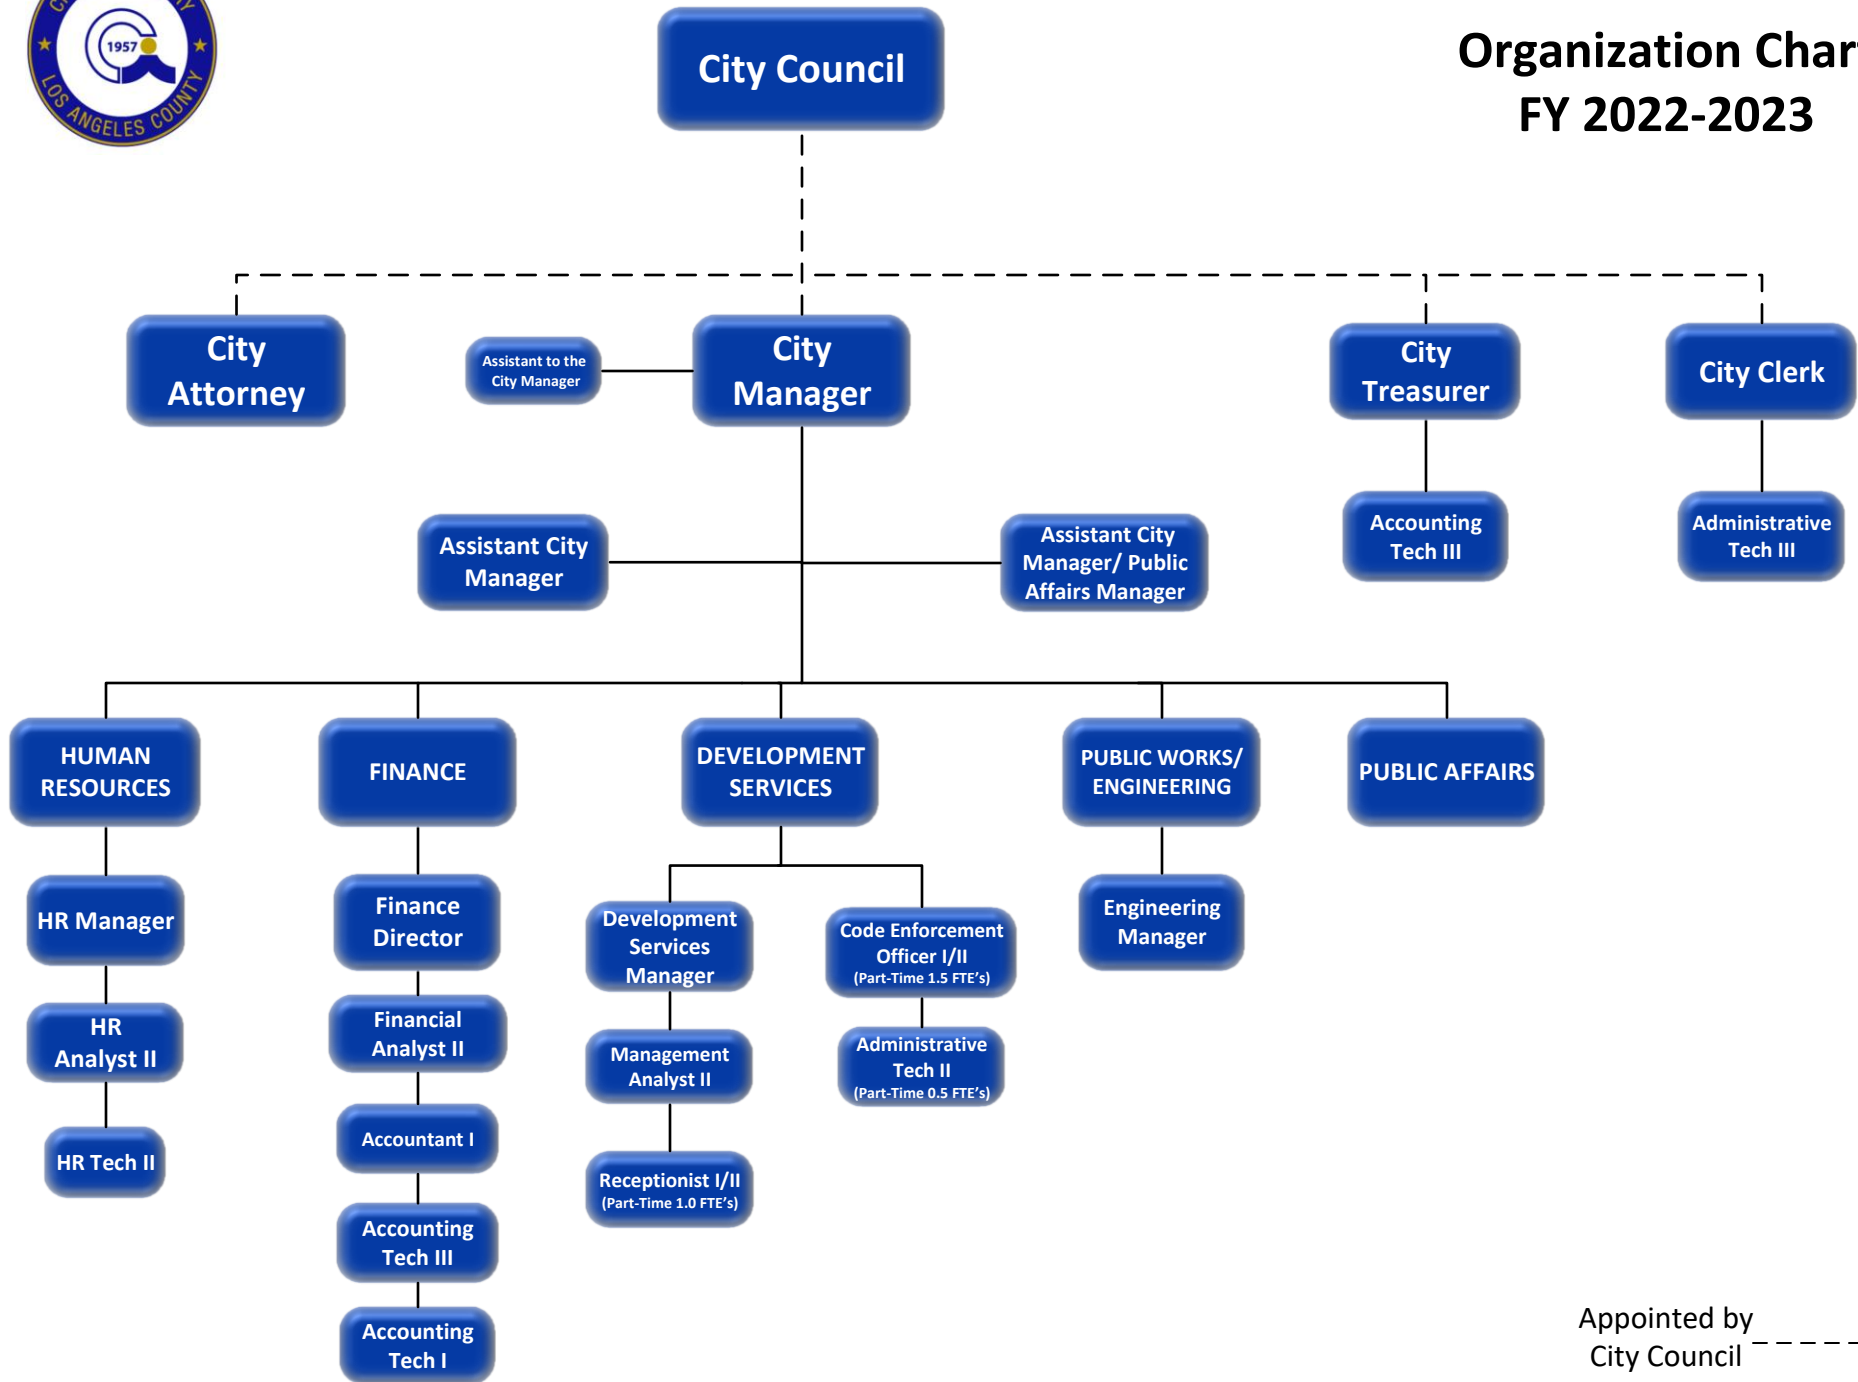 1957
LOS ANGELES COUNTY
Organization Char
FY 2022-2023
City Council
City
Attorney
Assistant to the
City Manager
City
Manager
City
Treasurer
City Clerk
Assistant City
Manager
Assistant City
Manager/ Public
Affairs Manager
Accounting
Tech III
Administrative
Tech III
HUMAN
RESOURCES
FINANCE
DEVELOPMENT
SERVICES
PUBLIC WORKS/
ENGINEERING
PUBLIC AFFAIRS
HR Manager
HR
Analyst II
HR Tech II
Finance
Director
Financial
Analyst II
Accountant I
Accounting
Tech III
Accounting
Tech I
Development
Services
Manager
Management
Analyst II
Receptionist I/II
(Part-Time 1.0 FTE's)
Code Enforcement
Officer I/II
(Part-Time 1.5 FTE's)
Administrative
Tech II
(Part-Time 0.5 FTE's)
Engineering
Manager
Appointed by
City Council